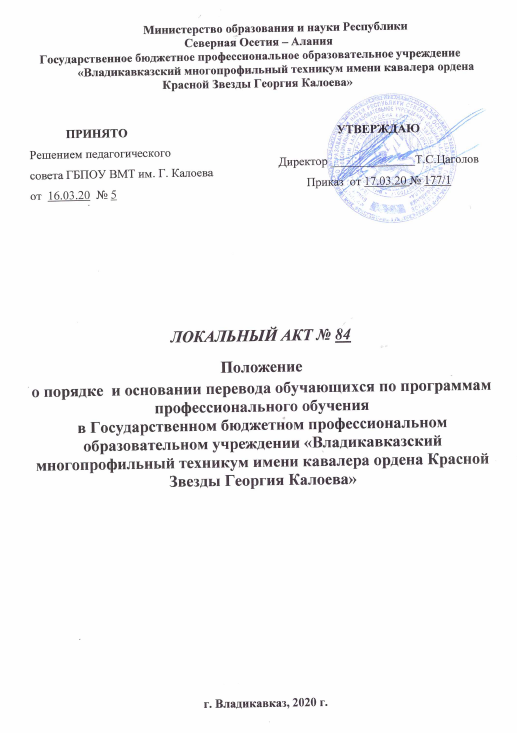 Министерство образования и науки Республики
Северная Осетия – Алания
Государственное бюджетное профессиональное образовательное учреждение
«Владикавказский многопрофильный техникум имени кавалера ордена
Красной Звезды Георгия Калоева»
ПРИНЯТО
Решением педагогического
совета ГБПОУ ВМТ им. Г. Калоева
от 16.03.20 № 5
УТВЕРЖДАЮ
Директор ______________Т.С.Цаголов
Приказ от 17.03.20 № 177/1
ЛОКАЛЬНЫЙ АКТ № 84
Положение
о порядке и основании перевода обучающихся по программам
профессионального обучения
в Государственном бюджетном профессиональном
образовательном учреждении «Владикавказский
многопрофильный техникум имени кавалера ордена Красной
Звезды Георгия Калоева»
г. Владикавказ, 2020 г.